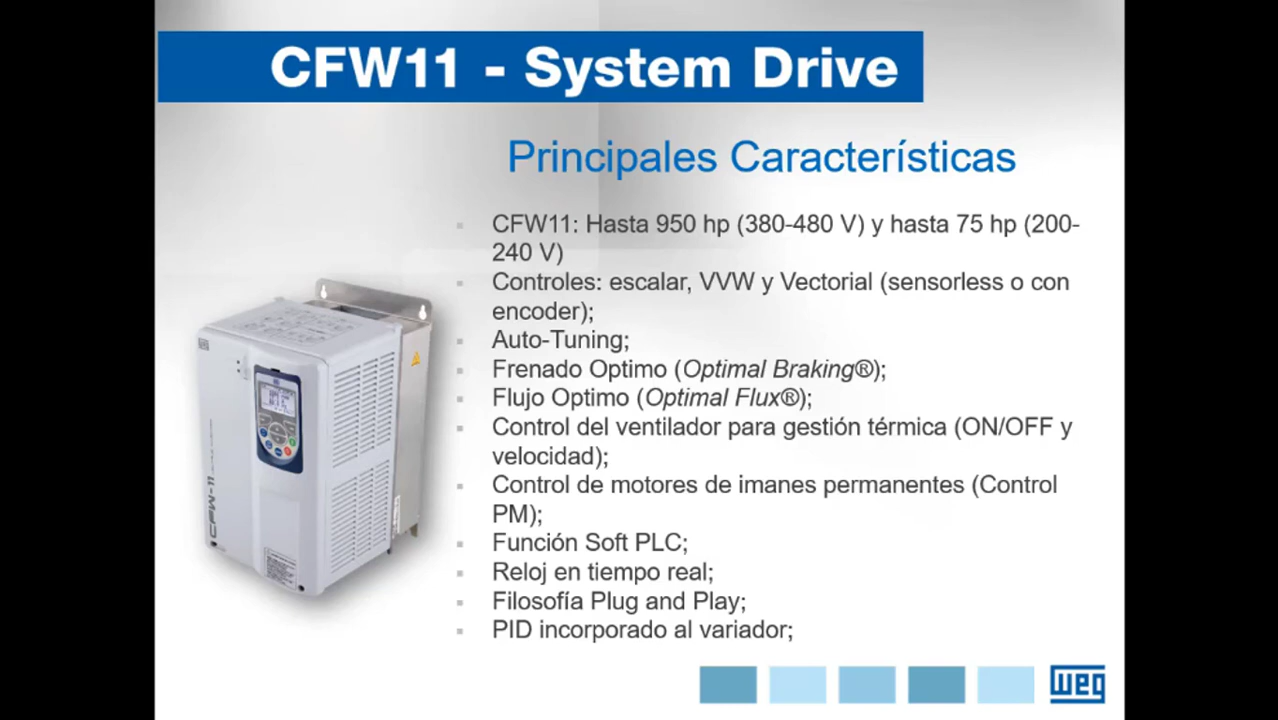 CFW11 - System Drive
Principales Características
CFW11: Hasta 950 hp (380-480 V) y hasta 75 hp (200-
240 V)
Controles: escalar, VVW y Vectorial (sensorless o con
encoder);
Auto-Tuning;
Frenado Optimo (Optimal Braking®);
Flujo Optimo (Optimal Flux®);
Control del ventilador para gestión térmica (ON/OFF y
velocidad);
Control de motores de imanes permanentes (Control
PM);
Función Soft PLC;
Reloj en tiempo real;
Filosofía Plug and Play;
PID incorporado al variador;
CFW-11
weg